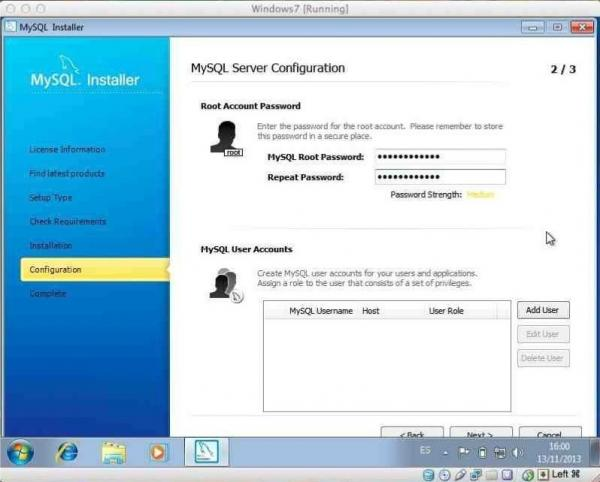 Windows7 [Running]
MySQL Installer
MySQL Installer
License Information
Find latest products
Setup Type
Check Requirements
Installation
Configuration
Complete
MySQL Server Configuration
2 / 3
Root Account Password
Enter the password for the root account. Please remember to store
this password in a secure place.
root
MySQL Root Password:
Repeat Password:
Password Strength: Medium
MySQL User Accounts
Create MySQL user accounts for your users and applications.
Assign a role to the user that consists of a set of privileges.
MySQL Username Host User Role
Add User
Edit User
Delete User
< Back Next > Cancel
ES
16:00
13/11/2013
Left ⌘